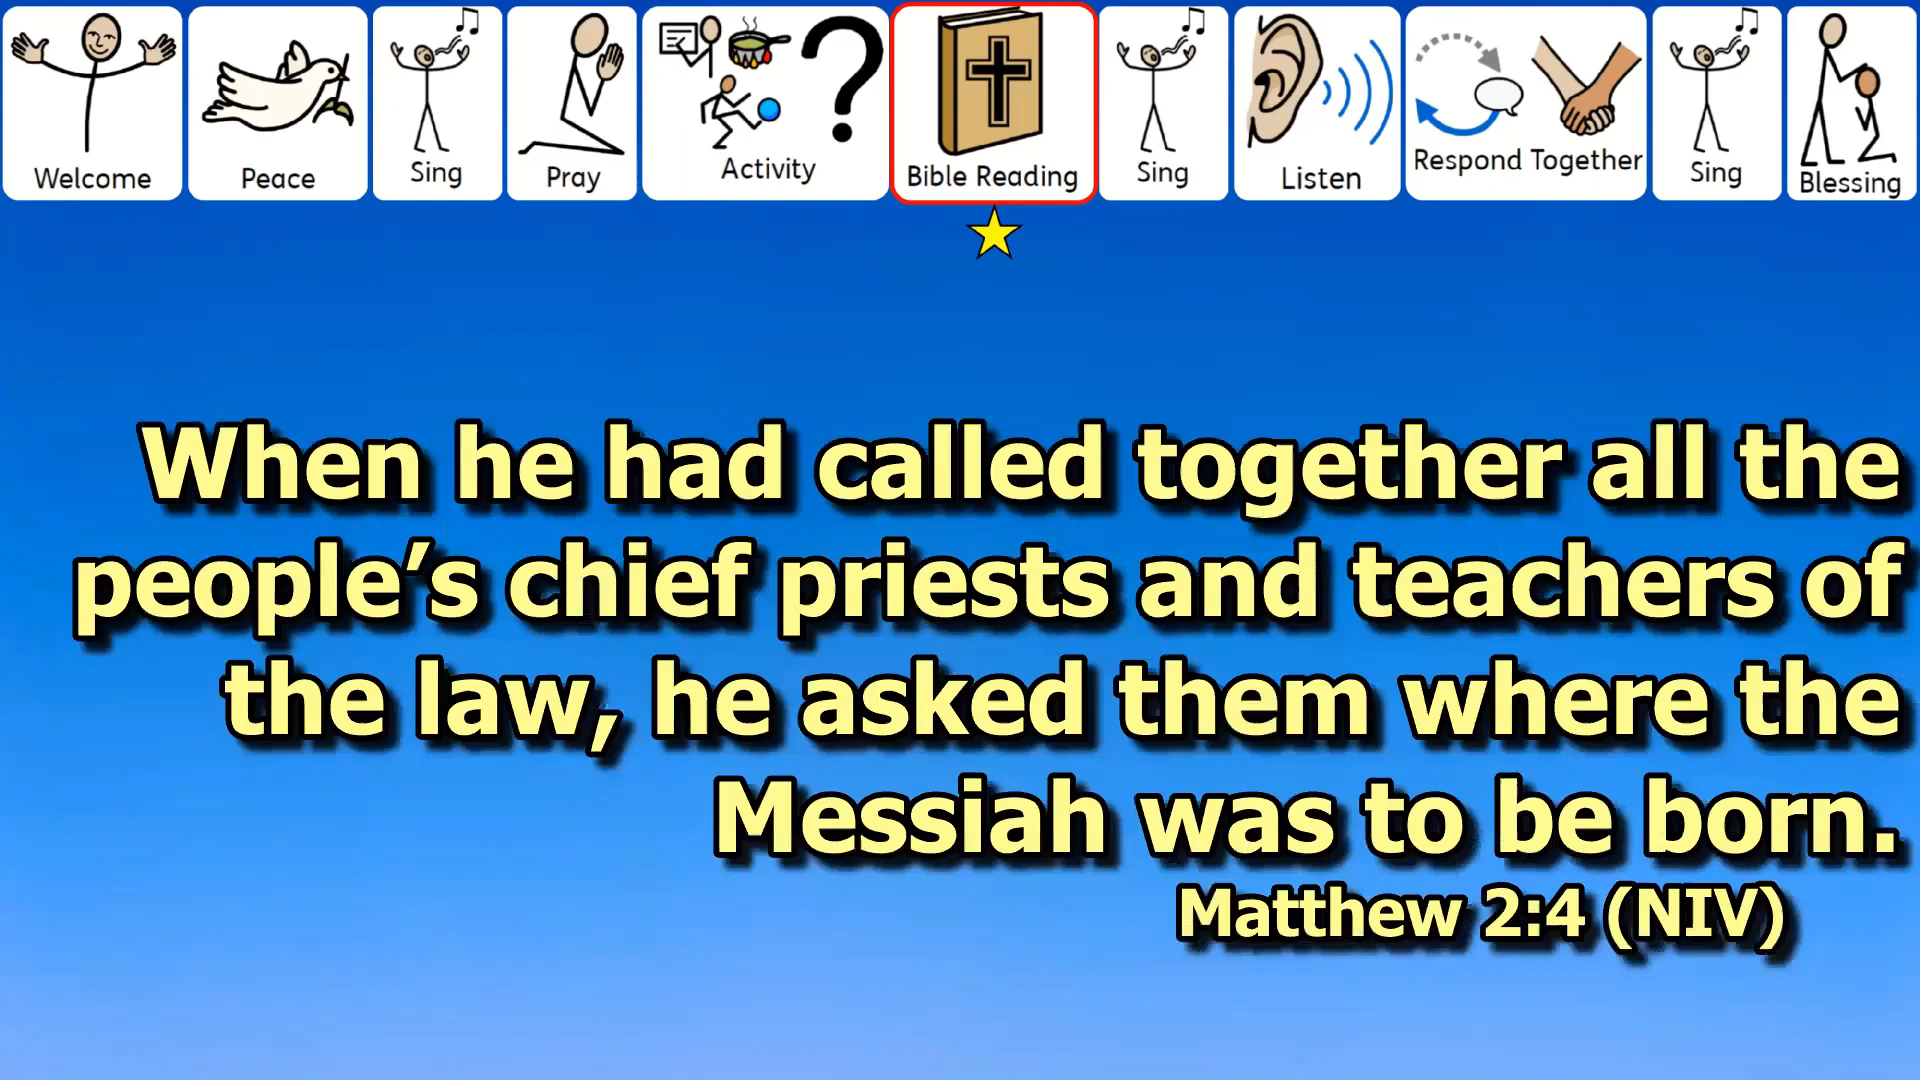 Welcome
Peace
Sing
Pray
Activity
Bible Reading
Sing
Listen
Respond Together
Sing
Blessing
When he had called together all the
people’s chief priests and teachers of
the law, he asked them where the
Messiah was to be born.
Matthew 2:4 (NIV)